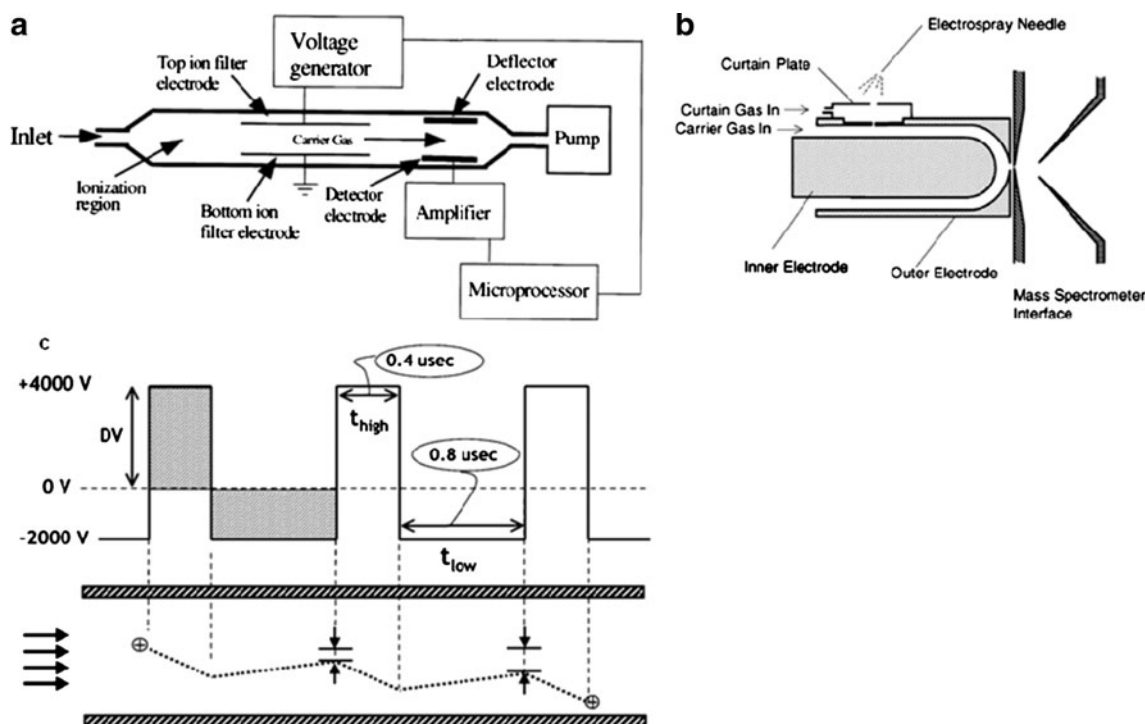 a
Voltage
generator
Top ion filter
electrode
Deflector
electrode
Inlet
Carrier Gas
Pump
Ionization
region
Bottom ion
filter electrode
Detector
electrode
Amplifier
Microprocessor
b
Electrospray Needle
Curtain Plate
Curtain Gas In
Carrier Gas In
Inner Electrode
Outer Electrode
Mass Spectrometer
Interface
c
+4000 V
0.4 usec
DV
thigh
0.8 usec
0 V
-2000 V
tlow